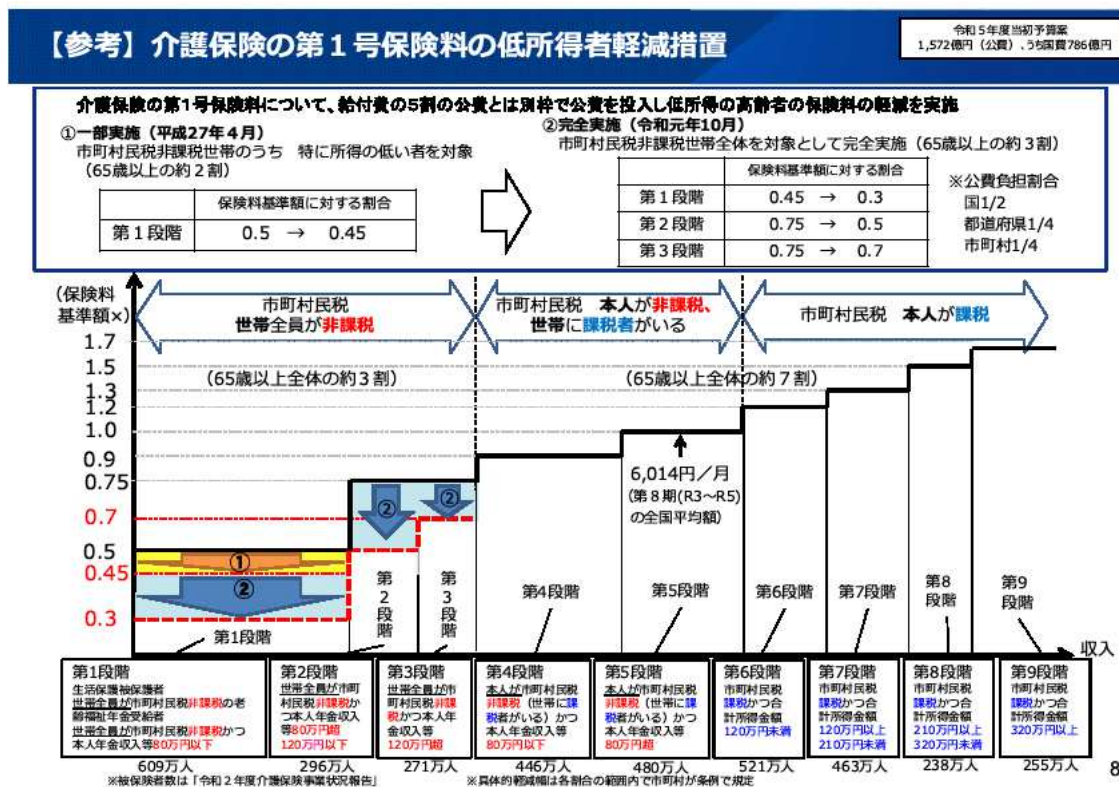 【参考】介護保険の第1号保険料の低所得者軽減措置
令和5年度当初予算案
1,572億円（公費）、うち国費786億円
介護保険の第1号保険料について、給付費の5割の公費とは別枠で公費を投入し低所得の高齢者の保険料の軽減を実施
①一部実施（平成27年4月）
市町村民税非課税世帯のうち 特に所得の低い者を対象
（65歳以上の約2割）
保険料基準額に対する割合
第1段階 0.5 → 0.45
②完全実施（令和元年10月）
市町村民税非課税世帯全体を対象として完全実施（65歳以上の約3割）
保険料基準額に対する割合
第1段階 0.45 → 0.3
第2段階 0.75 → 0.5
第3段階 0.75 → 0.7
※公費負担割合
国1/2
都道府県1/4
市町村1/4
（保険料
基準額×）
市町村民税
世帯全員が非課税
市町村民税 本人が非課税、
世帯に課税者がいる
市町村民税 本人が課税
（65歳以上全体の約3割）
（65歳以上全体の約7割）
1.7
1.5
1.3
1.2
1.0
0.9
0.75
0.7
0.5
0.45
0.3
①
②
②
②
6,014円／月
(第8期(R3～R5)
の全国平均額)
第1段階
第2段階
第3段階
第4段階
第5段階
第6段階
第7段階
第8
段階
第9
段階
収入
第1段階
生活保護被保護者
世帯全員が市町村民税非課税の老
齢福祉年金受給者
世帯全員が市町村民税非課税かつ
本人年金収入等80万円以下
609万人
第2段階
世帯全員が市町
村民税非課税か
つ本人年金収入
等80万円超
120万円以下
296万人
第3段階
世帯全員が市
町村民税非課
税かつ本人年
金収入等
120万円超
271万人
第4段階
本人が市町村民税
非課税（世帯に課
税者がいる）かつ
本人年金収入等
80万円以下
446万人
第5段階
本人が市町村民税
非課税（世帯に課
税者がいる）かつ
本人年金収入等
80万円超
480万人
第6段階
市町村民税
課税かつ合
計所得金額
120万円未満
521万人
第7段階
市町村民税
課税かつ合
計所得金額
120万円以上
210万円未満
463万人
第8段階
市町村民税
課税かつ合
計所得金額
210万円以上
320万円未満
238万人
第9段階
市町村民税
課税かつ合
計所得金額
320万円以上
255万人
※被保険者数は「令和2年度介護保険事業状況報告」
※具体的軽減幅は各割合の範囲内で市町村が条例で規定
8